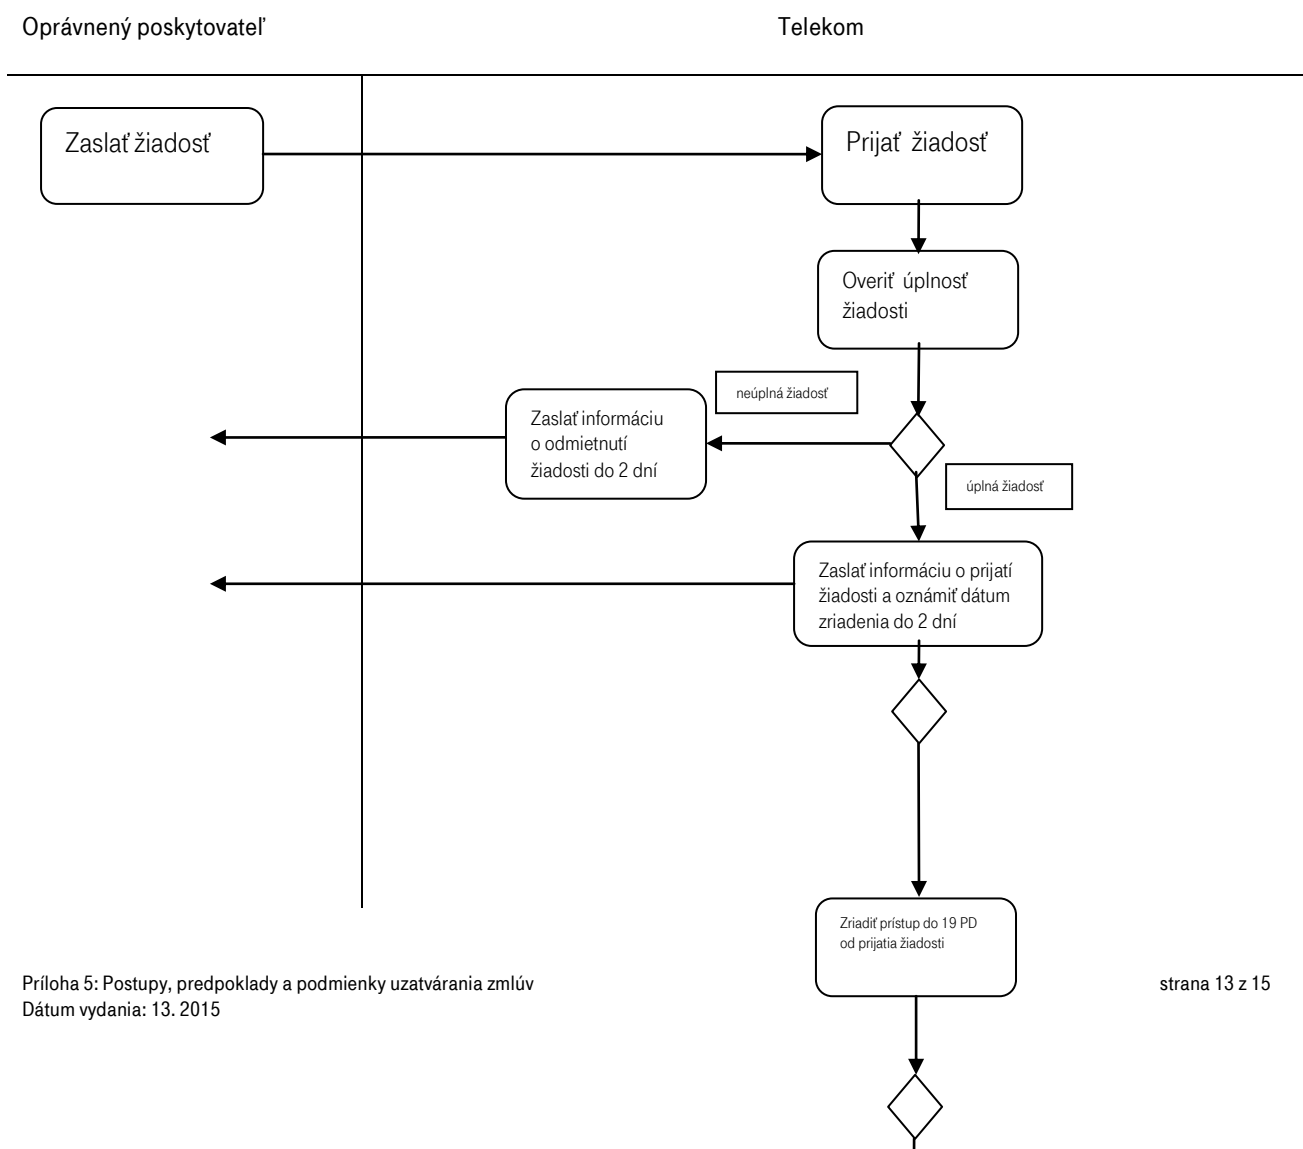 Oprávnený poskytovateľ
Telekom
Zaslať žiadosť
Prijať žiadosť
Overiť úplnosť
žiadosti
neúplná žiadosť
Zaslať informáciu
o odmietnutí
žiadosti do 2 dní
úplná žiadosť
Zaslať informáciu o prijatí
žiadosti a oznámiť dátum
zriadenia do 2 dní
Zriadiť prístup do 19 PD
od prijatia žiadosti
Príloha 5: Postupy, predpoklady a podmienky uzatvárania zmlúv
strana 13 z 15
Dátum vydania: 13. 2015